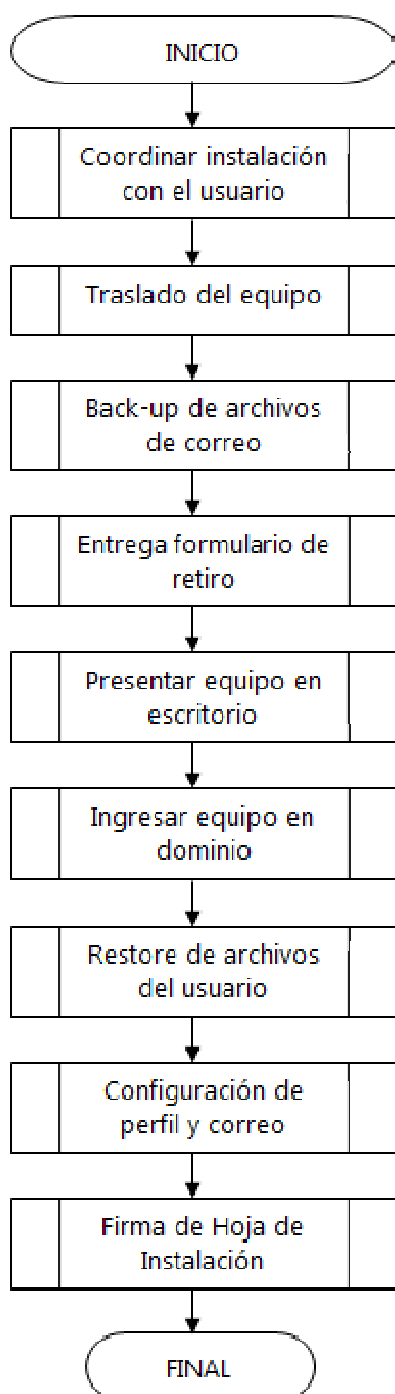 INICIO
Coordinar instalación
con el usuario
Traslado del equipo
Back-up de archivos
de correo
Entrega formulario de
retiro
Presentar equipo en
escritorio
Ingresar equipo en
dominio
Restore de archivos
del usuario
Configuración de
perfil y correo
Firma de Hoja de
Instalación
FINAL